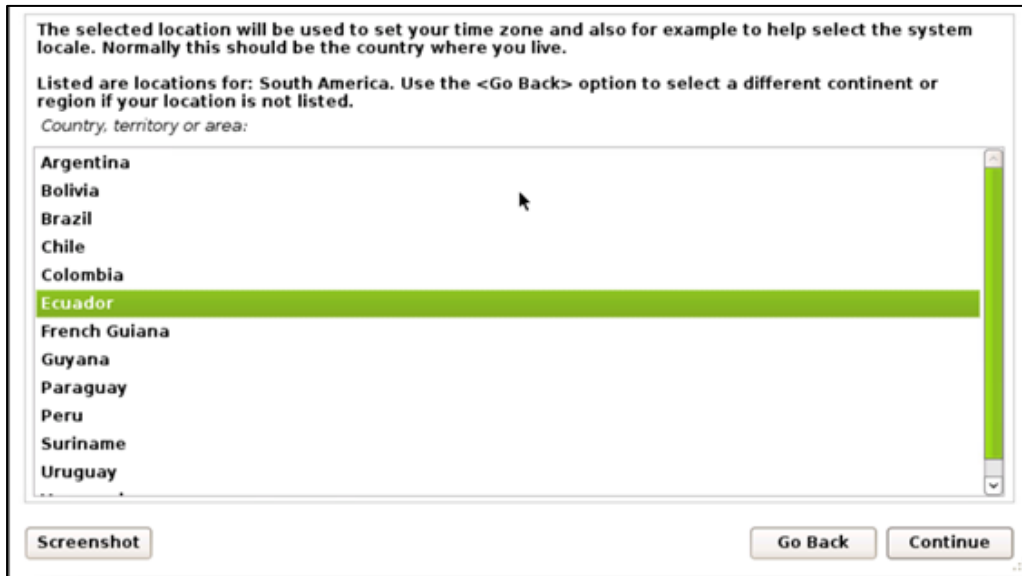 The selected location will be used to set your time zone and also for example to help select the system
locale. Normally this should be the country where you live.
Listed are locations for: South America. Use the <Go Back> option to select a different continent or
region if your location is not listed.
Country, territory or area:
Argentina
Bolivia
Brazil
Chile
Colombia
Ecuador
French Guiana
Guyana
Paraguay
Peru
Suriname
Uruguay
Screenshot
Go Back
Continue